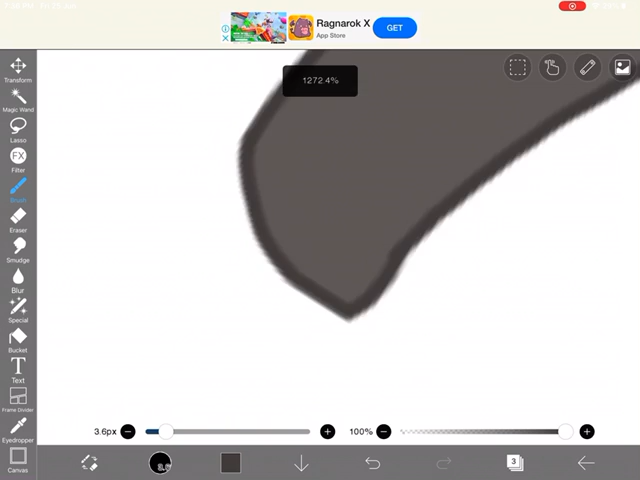 Ragnarok X
App Store
GET
1272.4%
Transform
Magic Wand
Lasso
FX
Filter
Brush
Eraser
Smudge
Blur
Special
Bucket
T
Text
Frame Divider
Eyedropper
Canvas
3.6px
100%
3